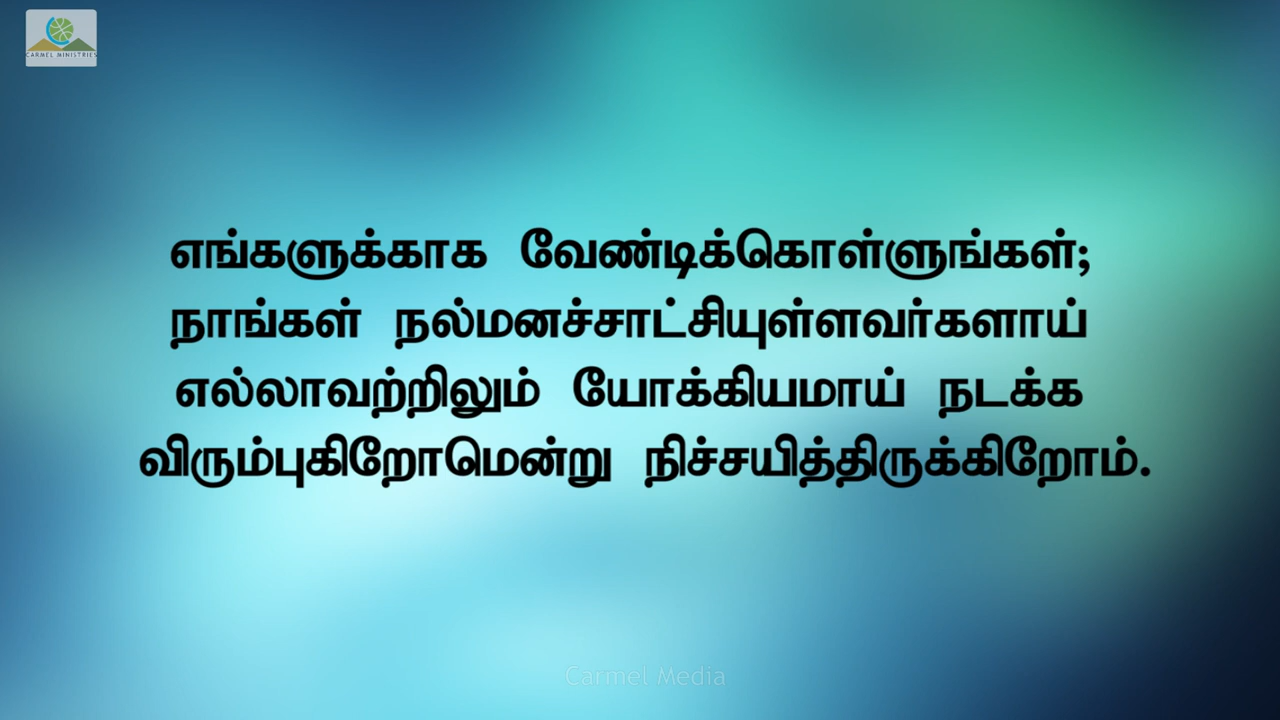 CARMEL MINISTRIES
எங்களுக்காக வேண்டிக்கொள்ளுங்கள்;
நாங்கள் நல்மனச்சாட்சியுள்ளவர்களாய்
எல்லாவற்றிலும் யோக்கியமாய் நடக்க
விரும்புகிறோமென்று நிச்சயித்திருக்கிறோம்.
Carmel Media